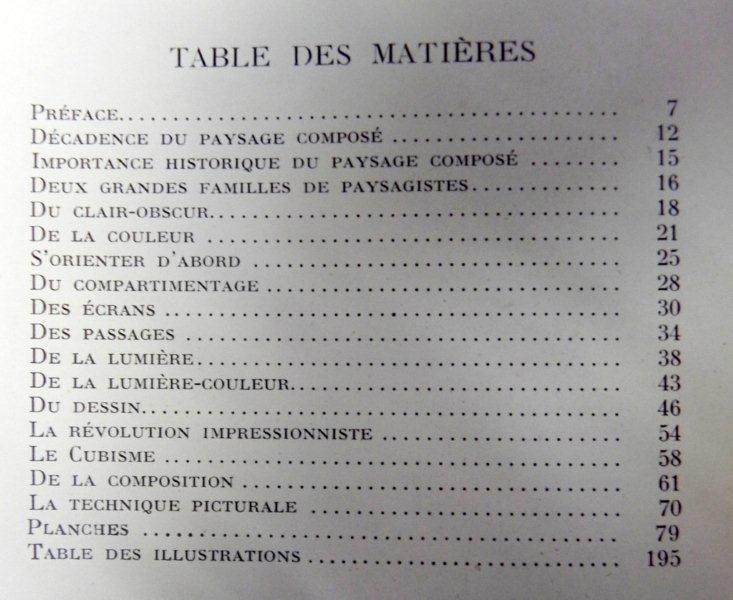 TABLE DES MATIÈRES
PRÉFACE........................................ 7
DÉCADENCE DU PAYSAGE COMPOSÉ ................. 12
IMPORTANCE HISTORIQUE DU PAYSAGE COMPOSÉ ........ 15
DEUX GRANDES FAMILLES DE PAYSAGISTES............. 16
DU CLAIR-OBSCUR................................ 18
DE LA COULEUR ................................. 21
S'ORIENTER D'ABORD ............................. 25
DU COMPARTIMENTAGE ............................ 28
DES ÉCRANS .................................... 30
DES PASSAGES .................................. 34
DE LA LUMIÈRE................................. 38
DE LA LUMIÈRE-COULEUR.......................... 43
DU DESSIN..................................... 46
LA RÉVOLUTION IMPRESSIONNISTE .................. 54
LE CUBISME .................................... 58
DE LA COMPOSITION .............................. 61
LA TECHNIQUE PICTURALE ......................... 70
PLANCHES ..................................... 79
TABLE DES ILLUSTRATIONS ........................ 195